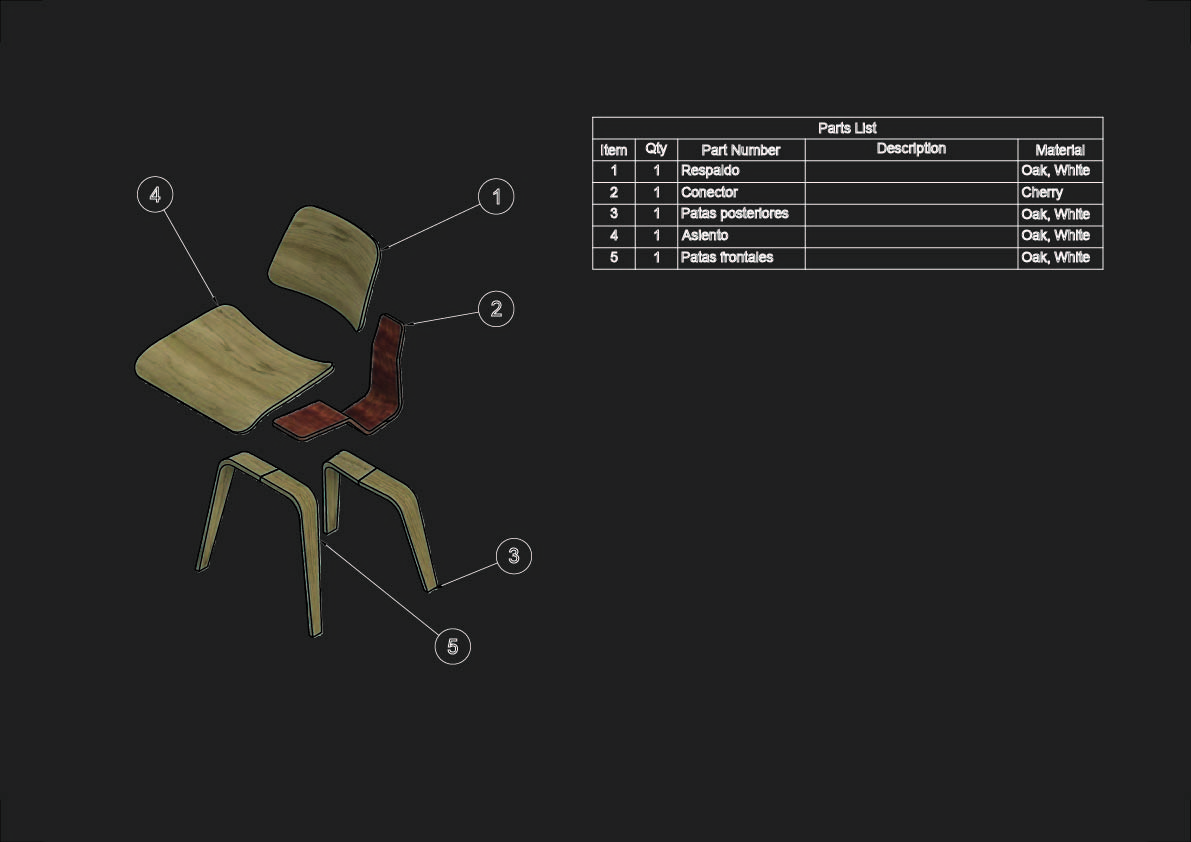 Parts List
Item Qty Part Number Description Material
1 1 Respaldo Oak, White
2 1 Conector Cherry
3 1 Patas posteriores Oak, White
4 1 Asiento Oak, White
5 1 Patas frontales Oak, White
4
1
2
3
5